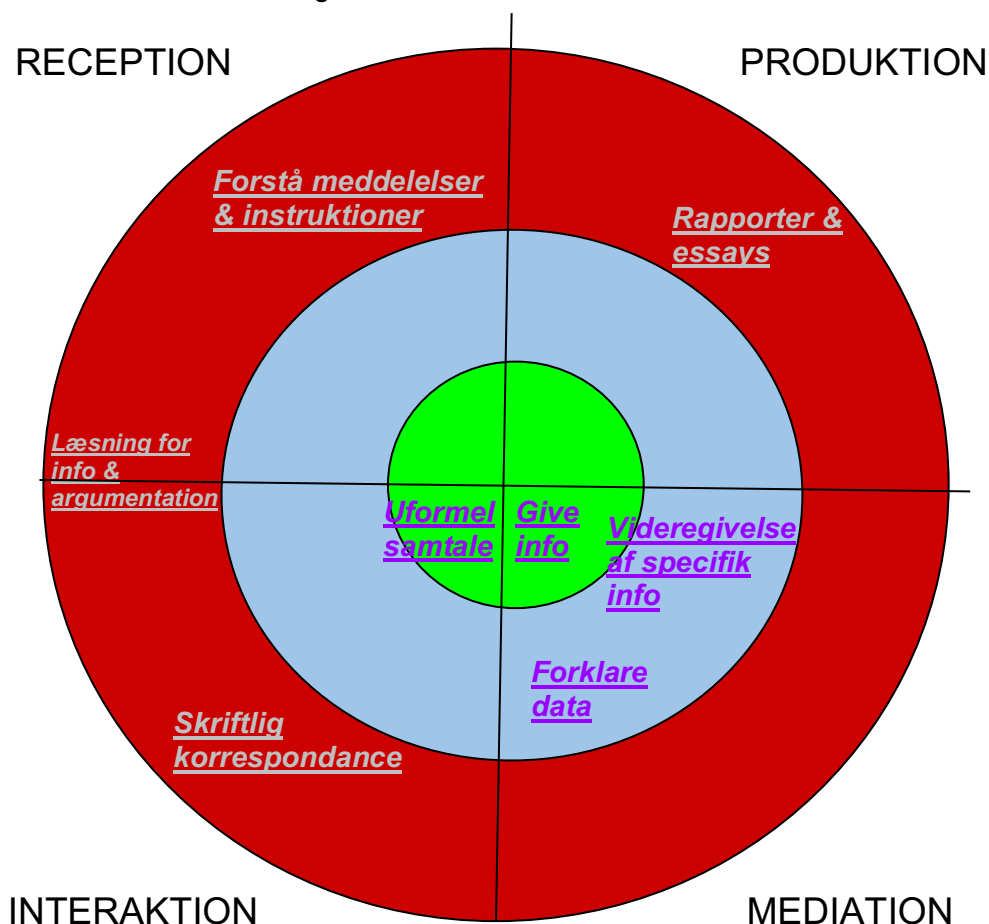 RECEPTION
PRODUKTION
Forstå meddelelser
& instruktioner
Rapporter &
essays
Læsning for
info &
argumentation
Uformel
samtale
Give
info
Videregivelse
af specifik
info
Forklare
data
Skriftlig
korrespondance
INTERAKTION
MEDIATION